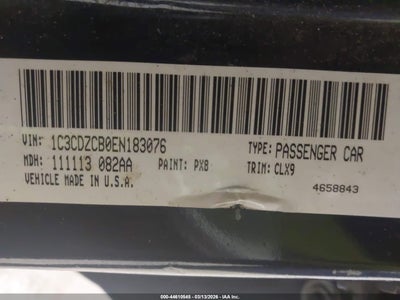 VIN: 1C3CDZCB0EN183076 TYPE: PASSENGER CAR
MDH: 111113 082AA PAINT: PX8 TRIM: CLX9
VEHICLE MADE IN U.S.A. 4658843
000-44610545 - 03/13/2026 - IAA Inc.